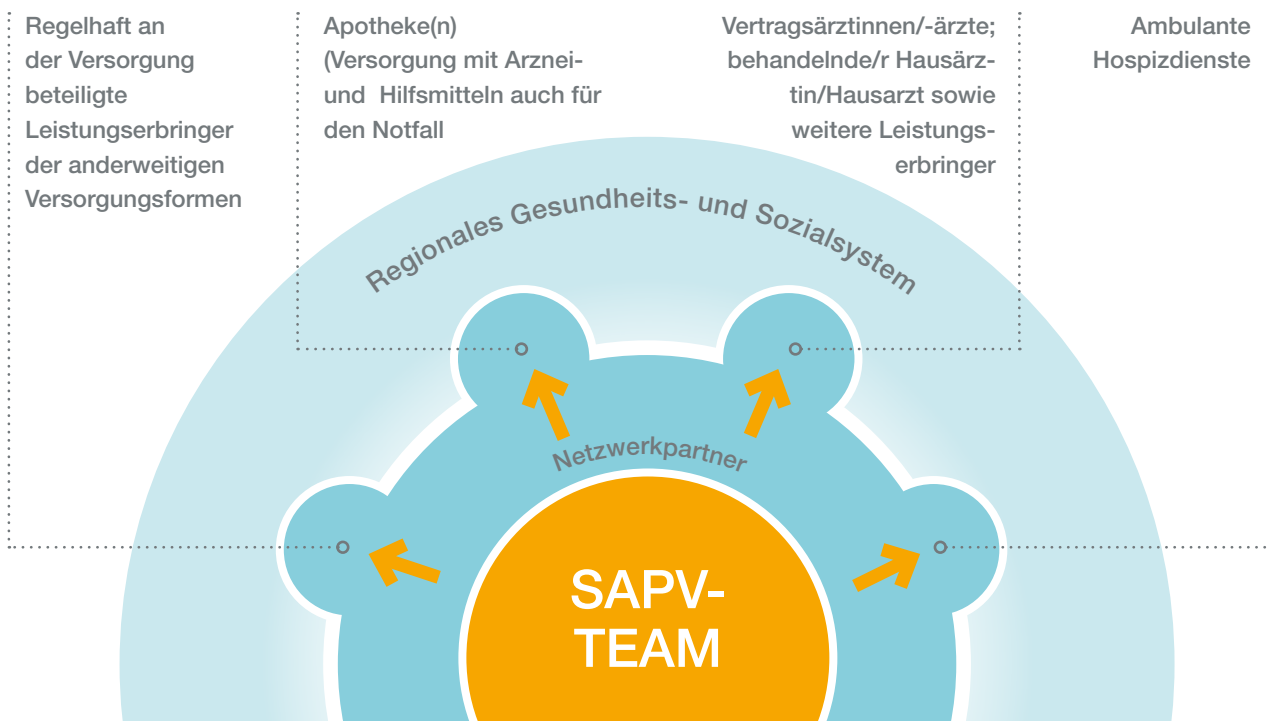 Regelhaft an
der Versorgung
beteiligte
Leistungserbringer
der anderweitigen
Versorgungsformen
Apotheke(n)
(Versorgung mit Arznei-
und Hilfsmitteln auch für
den Notfall
Vertragsärztinnen/-ärzte;
behandelnde/r Hausärz-
tin/Hausarzt sowie
weitere Leistungs-
erbringer
Ambulante
Hospizdienste
Regionales Gesundheits- und Sozialsystem
Netzwerkpartner
SAPV-
TEAM